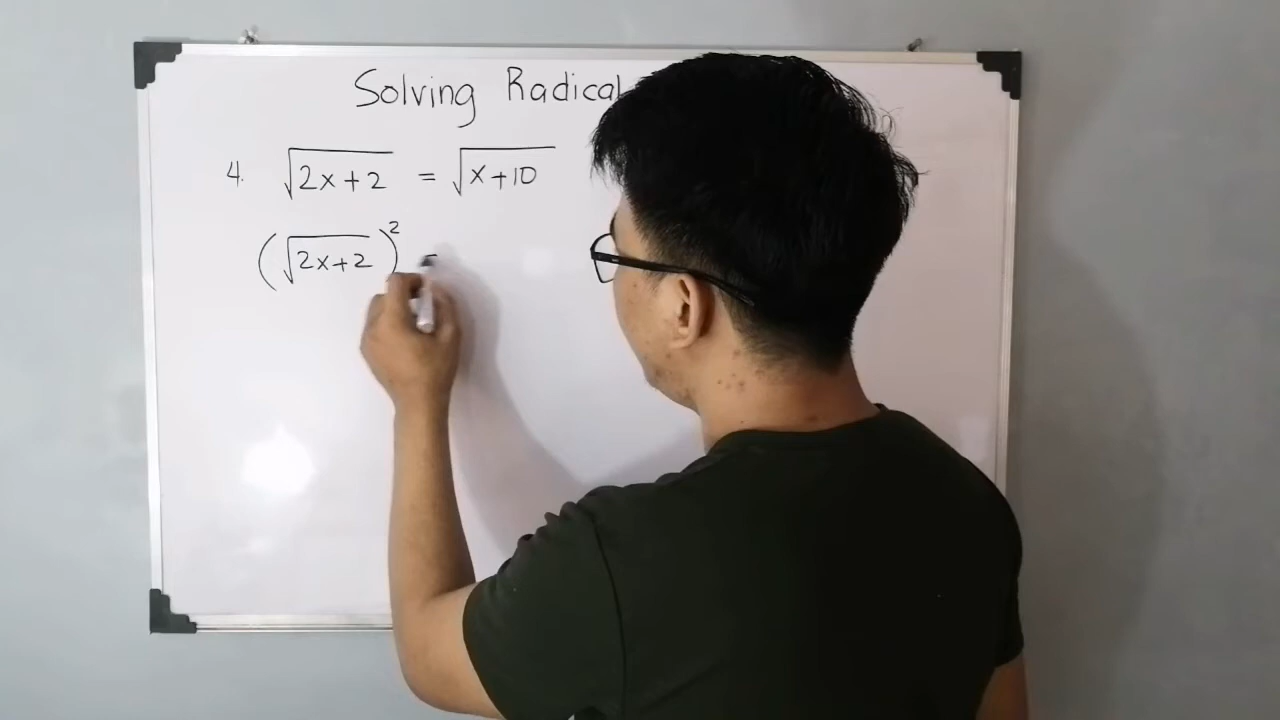 Solving Radical
4. √(2x+2) = √(x+10)
(√(2x+2))² =